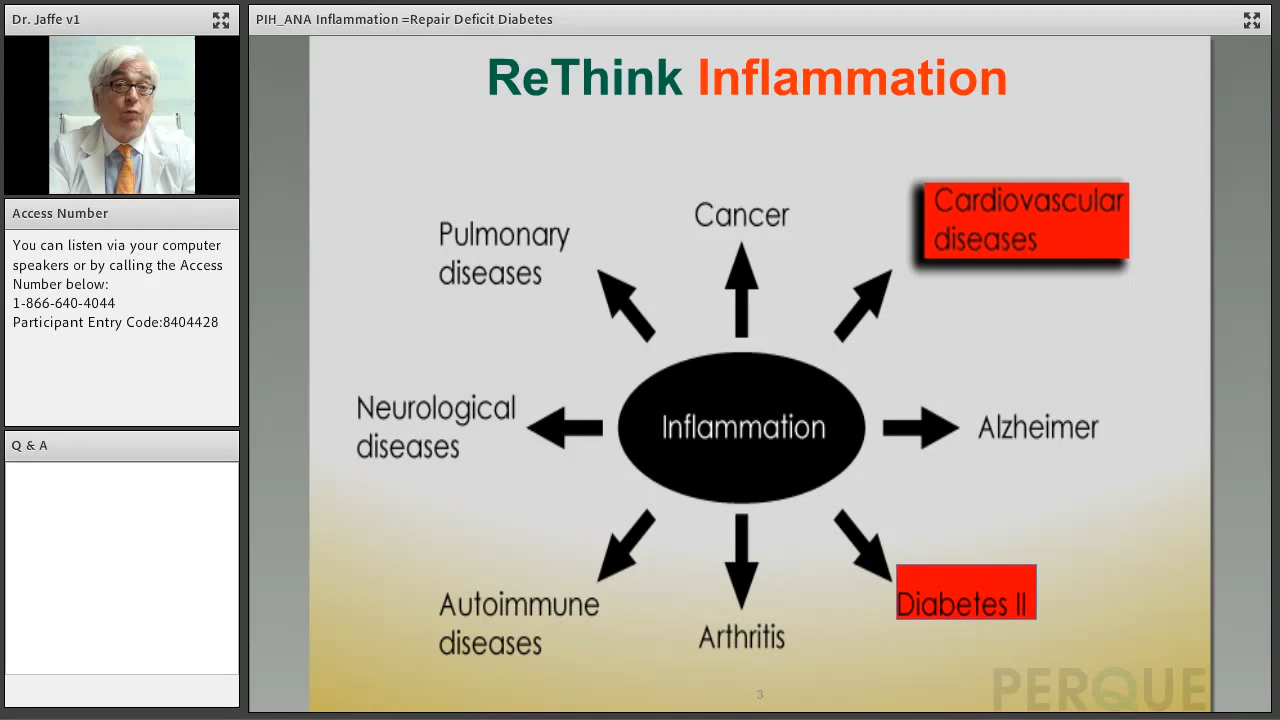 Dr. Jaffe v1
PIH_ANA Inflammation =Repair Deficit Diabetes
Access Number
You can listen via your computer
speakers or by calling the Access
Number below:
1-866-640-4044
Participant Entry Code:8404428
Q & A
ReThink Inflammation
Cancer
Cardiovascular
diseases
Pulmonary
diseases
Neurological
diseases
Inflammation
Alzheimer
Autoimmune
diseases
Arthritis
Diabetes II
3
PERQUE